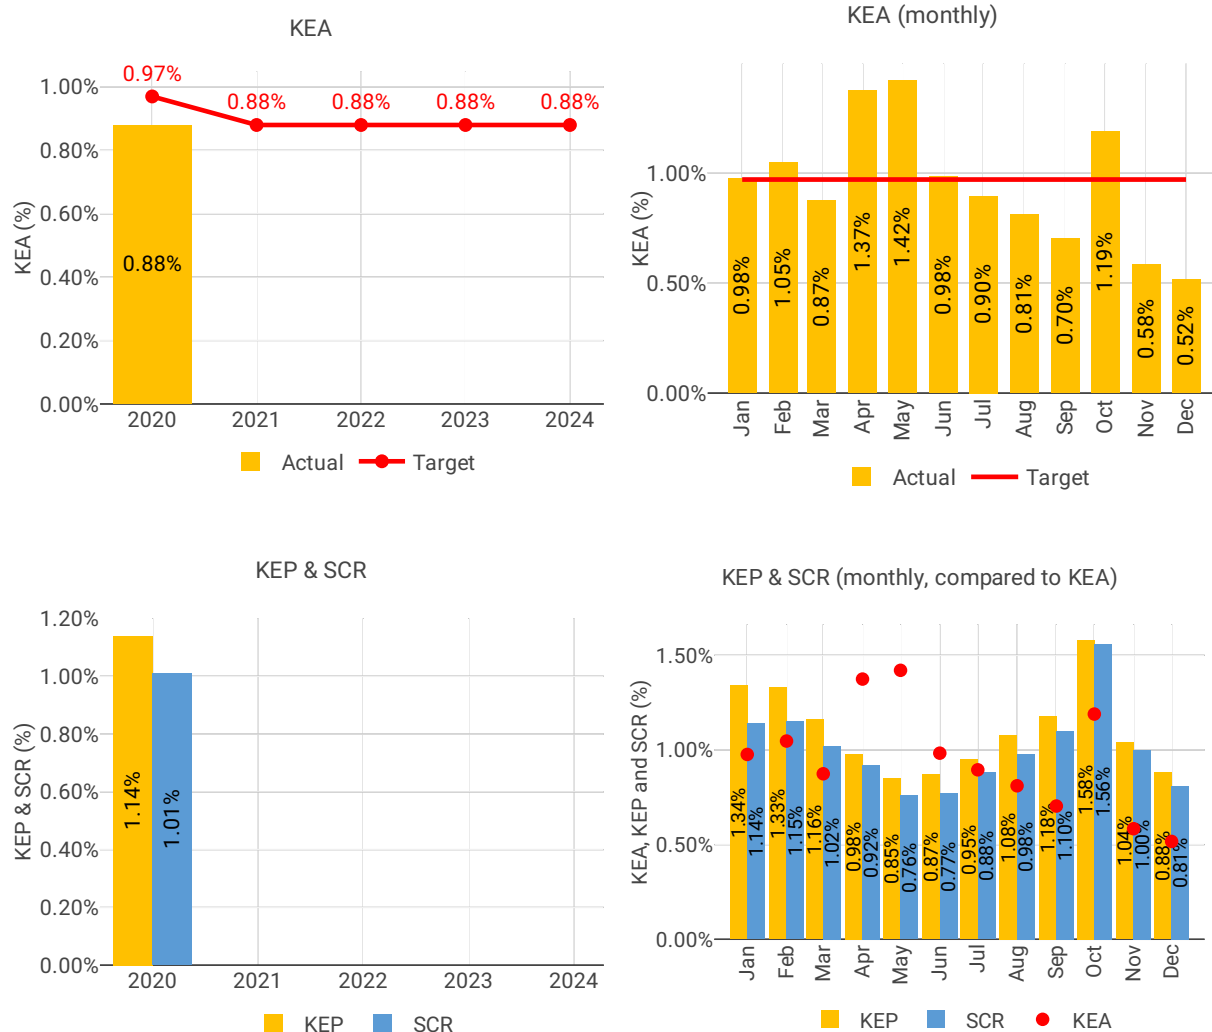 KEA
KEA (%)
1.00%
0.80%
0.60%
0.40%
0.20%
0.00%
0.97%
0.88%
0.88%
0.88%
0.88%
0.88%
2020
2021
2022
2023
2024
Actual
Target
KEA (monthly)
KEA (%)
1.00%
0.50%
0.00%
0.98%
1.05%
0.87%
1.37%
1.42%
0.98%
0.90%
0.81%
0.70%
1.19%
0.58%
0.52%
Jan
Feb
Mar
Apr
May
Jun
Jul
Aug
Sep
Oct
Nov
Dec
Actual
Target
KEP & SCR
KEP & SCR (%)
1.20%
1.00%
0.80%
0.60%
0.40%
0.20%
0.00%
1.14%
1.01%
2020
2021
2022
2023
2024
KEP
SCR
KEP & SCR (monthly, compared to KEA)
KEA, KEP and SCR (%)
1.50%
1.00%
0.50%
0.00%
1.34%
1.14%
1.33%
1.15%
1.16%
1.02%
0.98%
0.92%
0.85%
0.76%
0.87%
0.77%
0.95%
0.88%
1.08%
0.98%
1.18%
1.10%
1.58%
1.56%
1.04%
1.00%
0.88%
0.81%
Jan
Feb
Mar
Apr
May
Jun
Jul
Aug
Sep
Oct
Nov
Dec
KEP
SCR
KEA